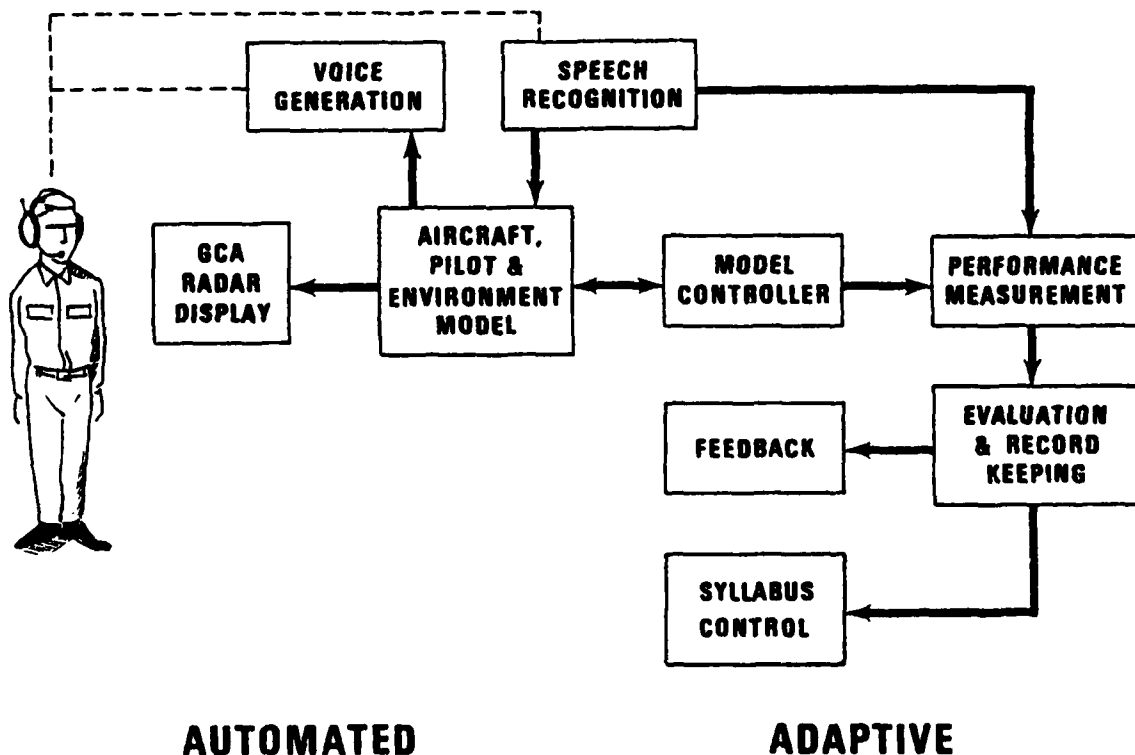 VOICE
GENERATION
SPEECH
RECOGNITION
GCA
RADAR
DISPLAY
AIRCRAFT,
PILOT &
ENVIRONMENT
MODEL
MODEL
CONTROLLER
PERFORMANCE
MEASUREMENT
FEEDBACK
EVALUATION
& RECORD
KEEPING
SYLLABUS
CONTROL
AUTOMATED
ADAPTIVE